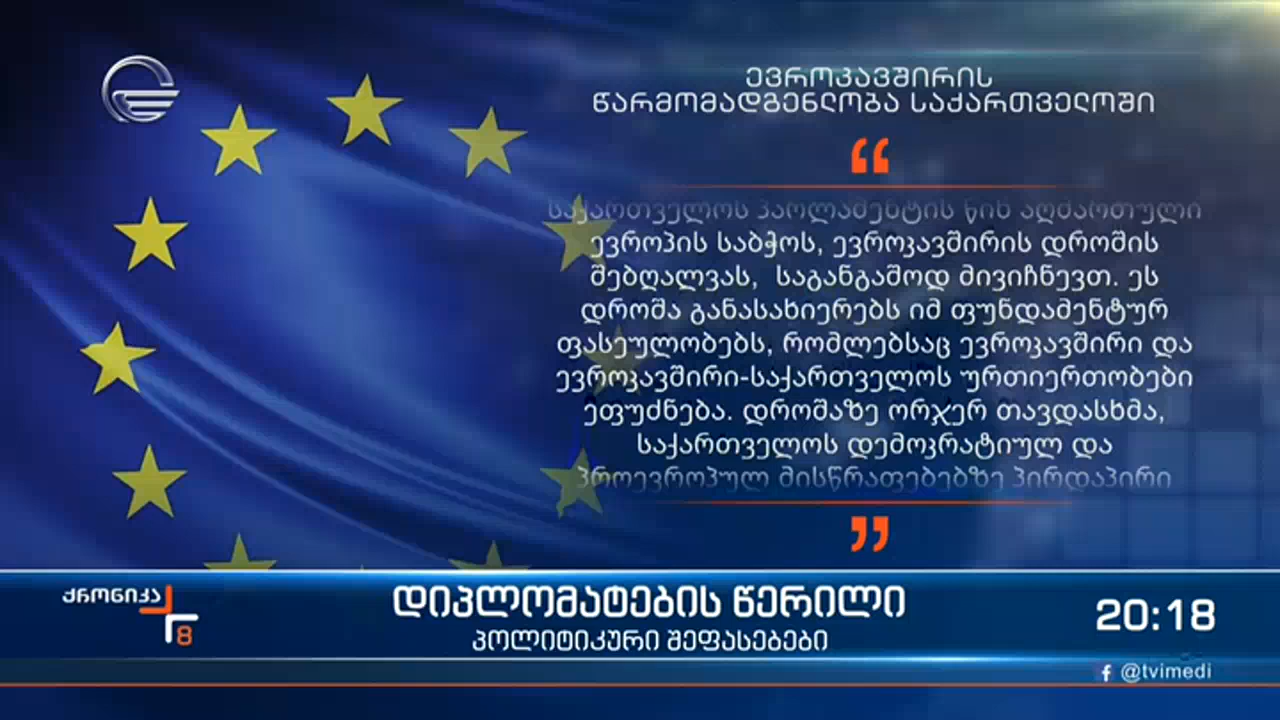 ევროკავშირის
წარმომადგენლობა საქართველოში
“
საქართველოს პარლამენტის წინ აღმართული
ევროპის საბჭოს, ევროკავშირის დროშის
შებღალვას, საგანგაშოდ მივიჩნევთ. ეს
დროშა განასახიერებს იმ ფუნდამენტურ
ფასეულობებს, რომლებსაც ევროკავშირი და
ევროკავშირი-საქართველოს ურთიერთობები
ეფუძნება. დროშაზე ორჯერ თავდასხმა,
საქართველოს დემოკრატიულ და
პროევროპულ მისწრაფებებზე პირდაპირი
”
ქრონიკა
8
დიპლომატების წერილი
პოლიტიკური შეფასებები
20:18
@tvimedi